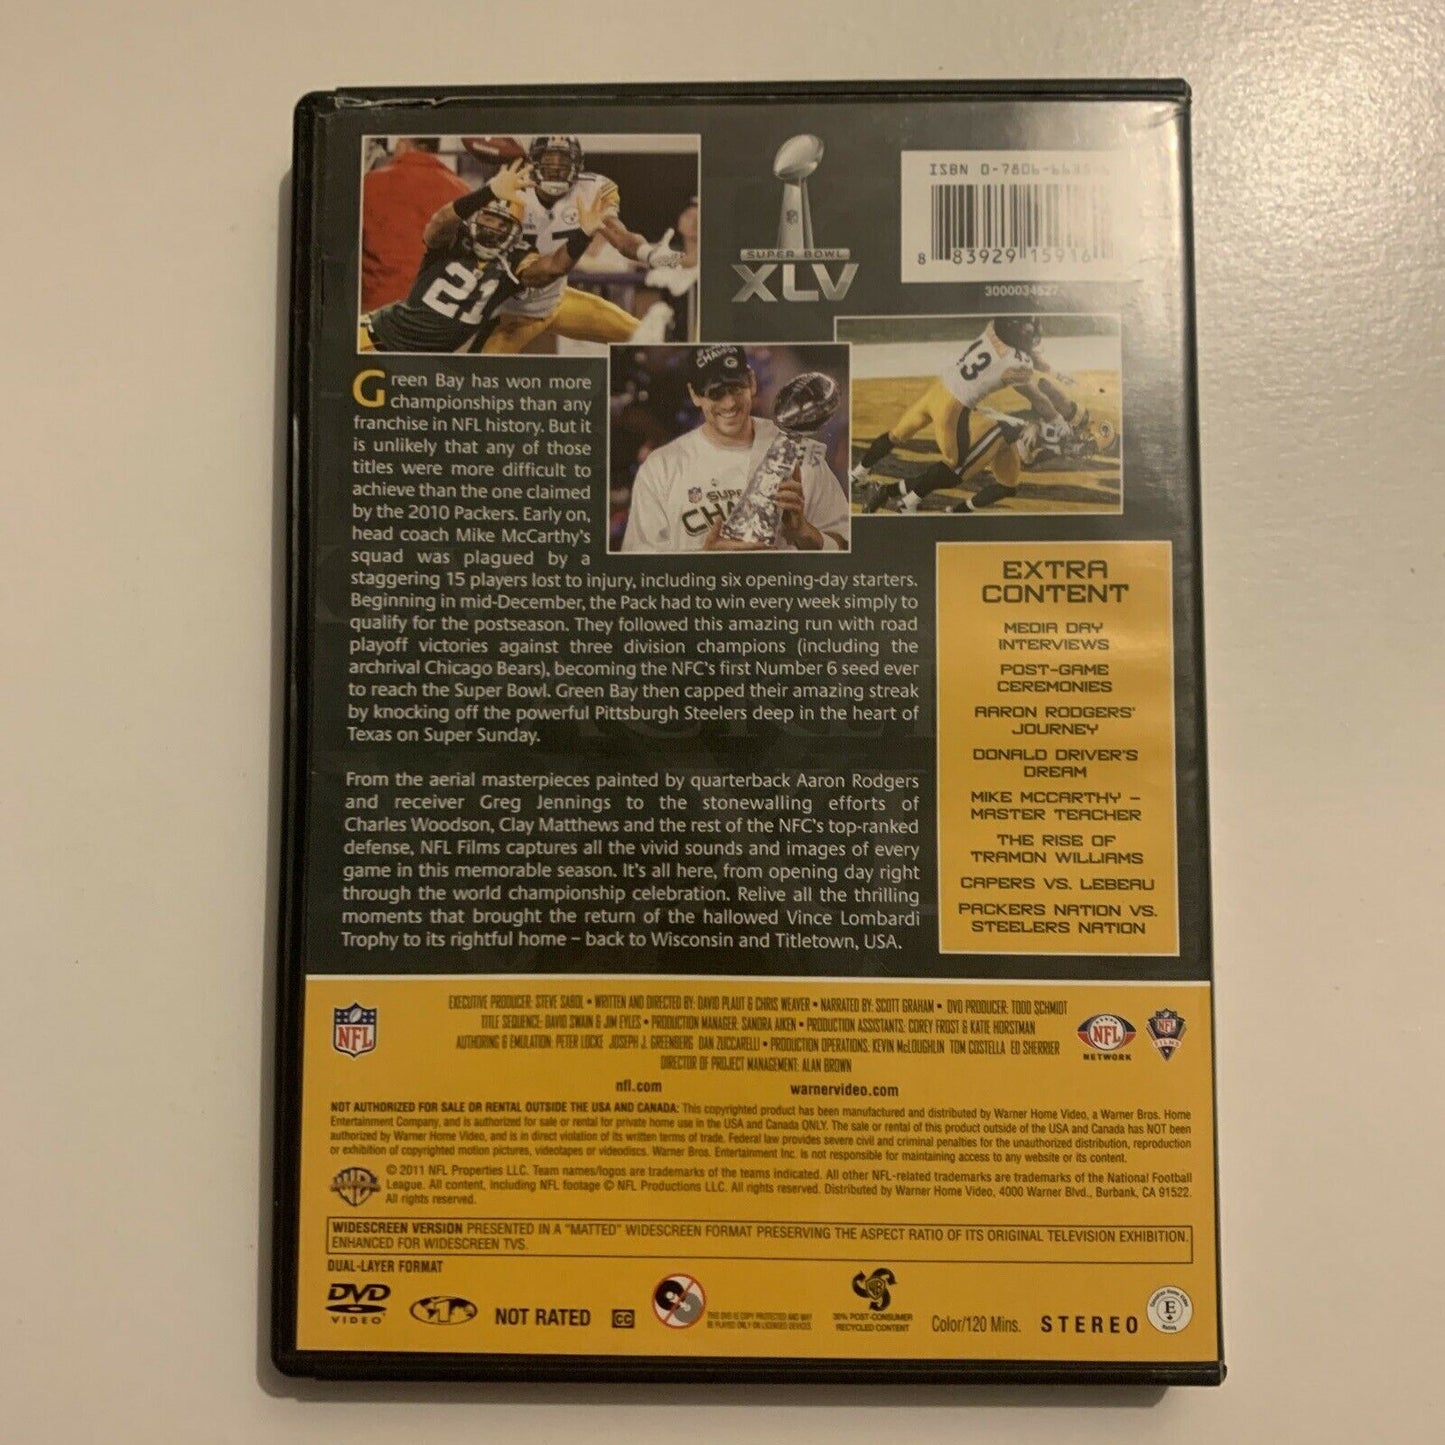 SUPER BOWL
XLV
ISBN 0-7806-6635-
8 83929 15916
3000034527
21
43
NFL
SUPER
CHAMPS
Green Bay has won more
championships than any
franchise in NFL history. But it
is unlikely that any of those
titles were more difficult to
achieve than the one claimed
by the 2010 Packers. Early on,
head coach Mike McCarthy's
squad was plagued by a
staggering 15 players lost to injury, including six opening-day starters.
Beginning in mid-December, the Pack had to win every week simply to
qualify for the postseason. They followed this amazing run with road
playoff victories against three division champions (including the
archrival Chicago Bears), becoming the NFC's first Number 6 seed ever
to reach the Super Bowl. Green Bay then capped their amazing streak
by knocking off the powerful Pittsburgh Steelers deep in the heart of
Texas on Super Sunday.
From the aerial masterpieces painted by quarterback Aaron Rodgers
and receiver Greg Jennings to the stonewalling efforts of
Charles Woodson, Clay Matthews and the rest of the NFC's top-ranked
defense, NFL Films captures all the vivid sounds and images of every
game in this memorable season. It's all here, from opening day right
through the world championship celebration. Relive all the thrilling
moments that brought the return of the hallowed Vince Lombardi
Trophy to its rightful home – back to Wisconsin and Titletown, USA.
EXTRA
CONTENT
MEDIA DAY
INTERVIEWS
POST-GAME
CEREMONIES
AARON RODGERS'
JOURNEY
DONALD DRIVER'S
DREAM
MIKE MCCARTHY –
MASTER TEACHER
THE RISE OF
TRAMON WILLIAMS
CAPERS VS. LEBEAU
PACKERS NATION VS.
STEELERS NATION
EXECUTIVE PRODUCER: STEVE SABOL • WRITTEN AND DIRECTED BY: DAVID PLAUT & CHRIS WEAVER • NARRATED BY: SCOTT GRAHAM • DVD PRODUCER: TODD SCHMIDT
TITLE SEQUENCE: DAVID SWAIN & JIM EYLES • PRODUCTION MANAGER: SANDRA AIKEN • PRODUCTION ASSISTANTS: COREY FROST & KATIE HORSTMAN
AUTHORING & EMULATION: PETER LOCKE JOSEPH J. GREENBERG DAN ZUCCARELLI • PRODUCTION OPERATIONS: KEVIN McLOUGHLIN TOM COSTELLA ED SHERRIER
DIRECTOR OF PROJECT MANAGEMENT: ALAN BROWN
NFL
NFL
NETWORK
NFL
FILMS
nfl.com warnervideo.com
NOT AUTHORIZED FOR SALE OR RENTAL OUTSIDE THE USA AND CANADA: This copyrighted product has been manufactured and distributed by Warner Home Video, a Warner Bros. Home
Entertainment Company, and is authorized for sale or rental for private home use in the USA and Canada ONLY. The sale or rental of this product outside of the USA and Canada has NOT been
authorized by Warner Home Video, and is in direct violation of its written terms of trade. Federal law provides severe civil and criminal penalties for the unauthorized distribution, reproduction
or exhibition of copyrighted motion pictures, videotapes or videodiscs. Warner Bros. Entertainment Inc. is not responsible for maintaining access to any website or its content.
© 2011 NFL Properties LLC. Team names/logos are trademarks of the teams indicated. All other NFL-related trademarks are trademarks of the National Football
League. All content, including NFL footage © NFL Productions LLC. All rights reserved. Distributed by Warner Home Video, 4000 Warner Blvd., Burbank, CA 91522.
All rights reserved.
WIDESCREEN VERSION PRESENTED IN A "MATTED" WIDESCREEN FORMAT PRESERVING THE ASPECT RATIO OF ITS ORIGINAL TELEVISION EXHIBITION.
ENHANCED FOR WIDESCREEN TVS.
DUAL-LAYER FORMAT
DVD
VIDEO
1
NOT RATED
CC
THIS DVD IS COPY PROTECTED AND MAY
BE PLAYED ONLY ON LICENSED DEVICES.
30% POST-CONSUMER
RECYCLED CONTENT
Color/120 Mins.
STEREO
E